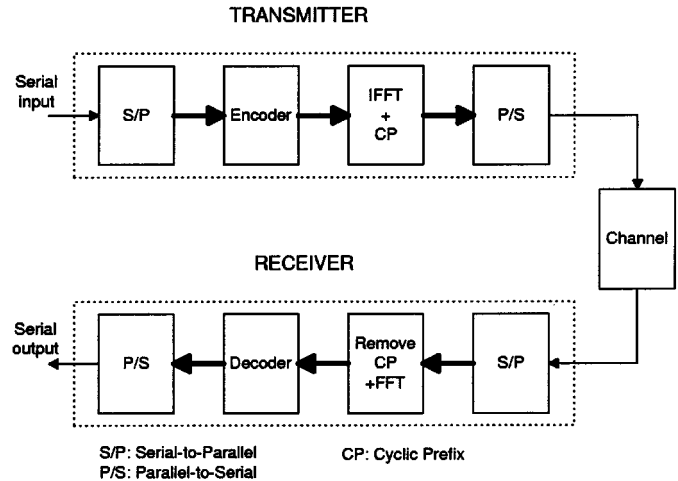 TRANSMITTER
Serial
input
S/P
Encoder
IFFT
+
CP
P/S
Channel
RECEIVER
Serial
output
P/S
Decoder
Remove
CP
+FFT
S/P
S/P: Serial-to-Parallel
P/S: Parallel-to-Serial
CP: Cyclic Prefix